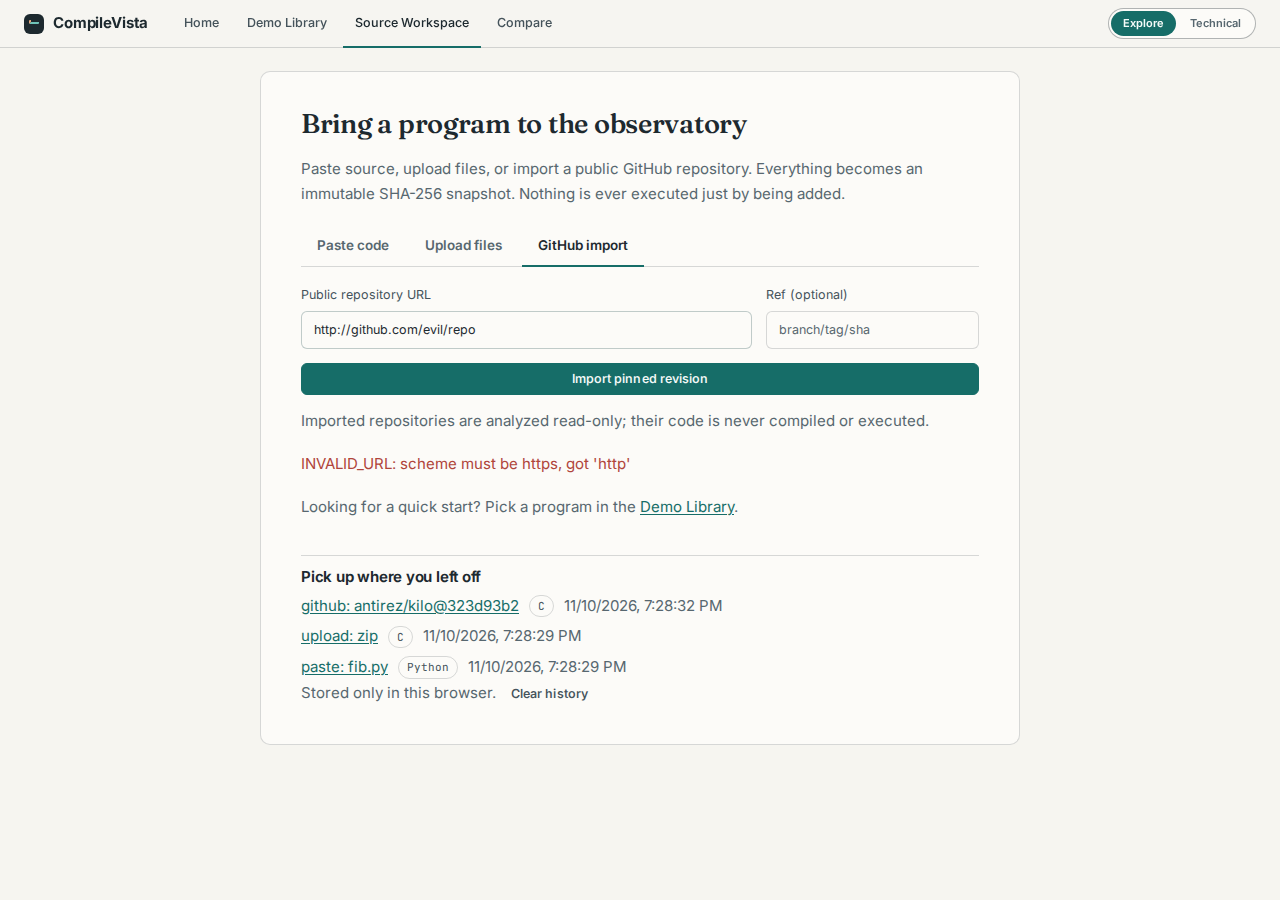 CompileVista
Home
Demo Library
Source Workspace
Compare
Explore
Technical
Bring a program to the observatory
Paste source, upload files, or import a public GitHub repository. Everything becomes an
immutable SHA-256 snapshot. Nothing is ever executed just by being added.
Paste code
Upload files
GitHub import
Public repository URL
Ref (optional)
http://github.com/evil/repo
branch/tag/sha
Import pinned revision
Imported repositories are analyzed read-only; their code is never compiled or executed.
INVALID_URL: scheme must be https, got 'http'
Looking for a quick start? Pick a program in the Demo Library.
Pick up where you left off
github: antirez/kilo@323d93b2 C 11/10/2026, 7:28:32 PM
upload: zip C 11/10/2026, 7:28:29 PM
paste: fib.py Python 11/10/2026, 7:28:29 PM
Stored only in this browser. Clear history